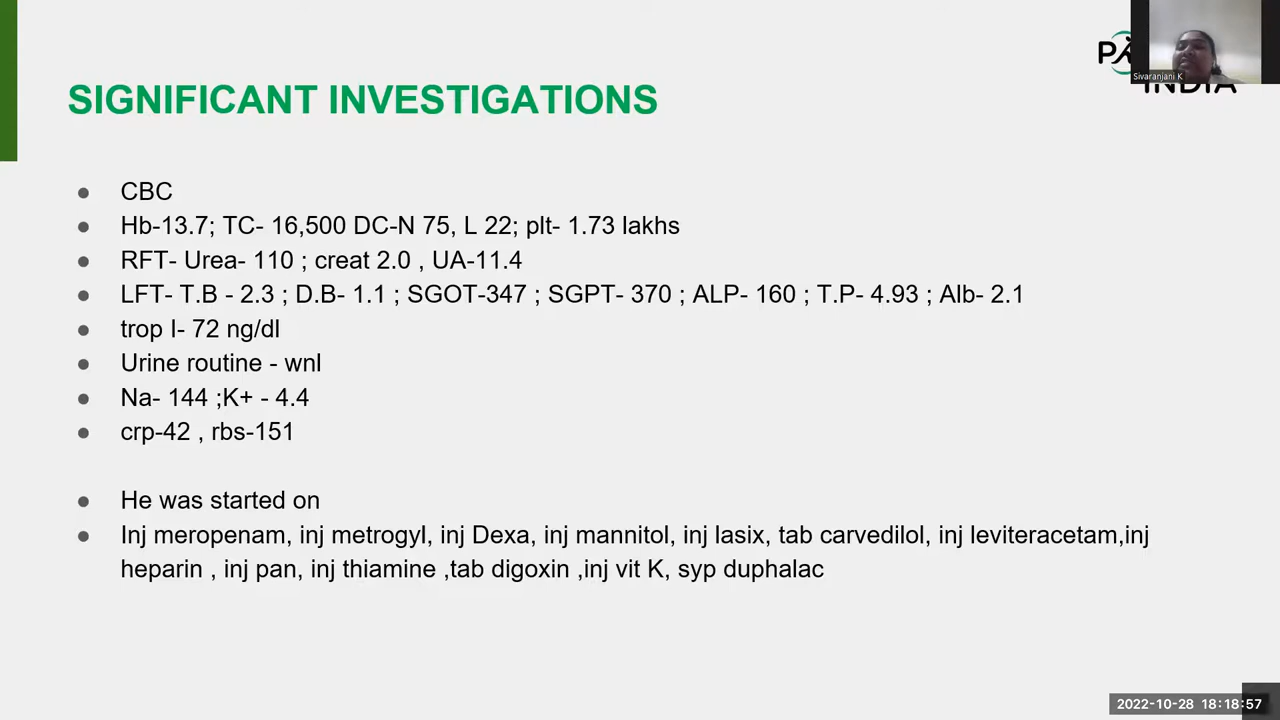 SIGNIFICANT INVESTIGATIONS
Sivaranjani K
INDIA
CBC
Hb-13.7; TC- 16,500 DC-N 75, L 22; plt- 1.73 lakhs
RFT- Urea- 110 ; creat 2.0 , UA-11.4
LFT- T.B - 2.3 ; D.B- 1.1 ; SGOT-347 ; SGPT- 370 ; ALP- 160 ; T.P- 4.93 ; Alb- 2.1
trop I- 72 ng/dl
Urine routine - wnl
Na- 144 ;K+ - 4.4
crp-42 , rbs-151
He was started on
Inj meropenam, inj metrogyl, inj Dexa, inj mannitol, inj lasix, tab carvedilol, inj leviteracetam,inj
heparin , inj pan, inj thiamine ,tab digoxin ,inj vit K, syp duphalac
2022-10-28 18:18:57